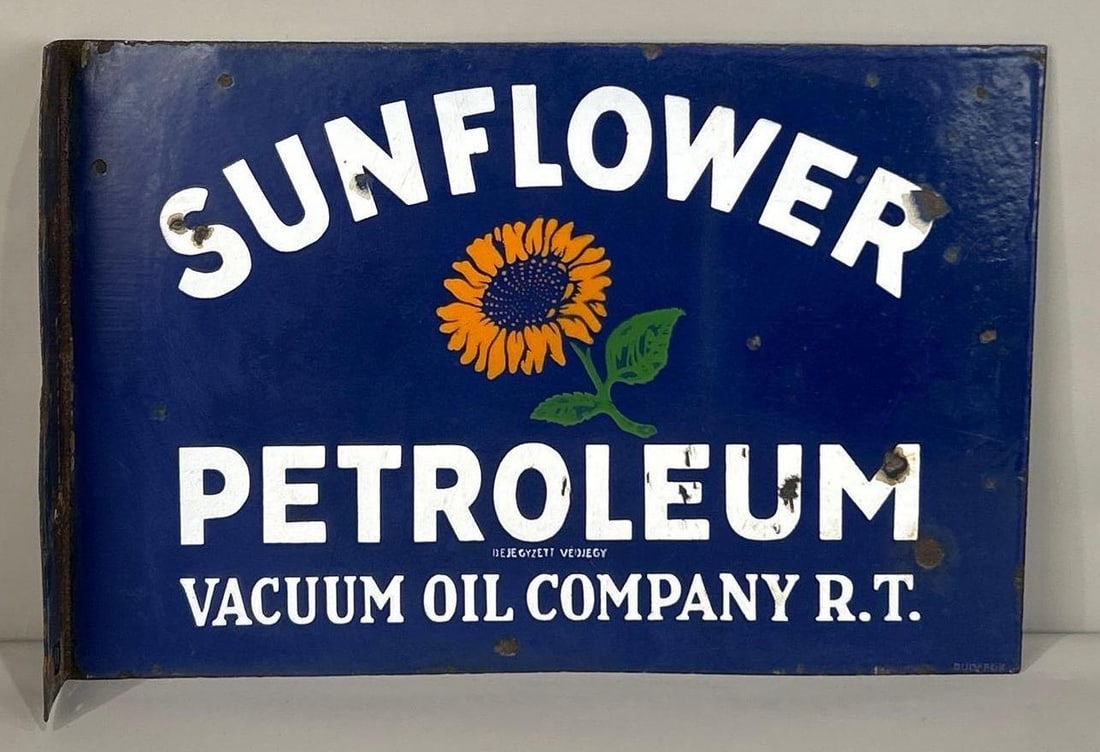 SUNFLOWER
PETROLEUM
BEJEGYZETT VÉDJEGY
VACUUM OIL COMPANY R.T.